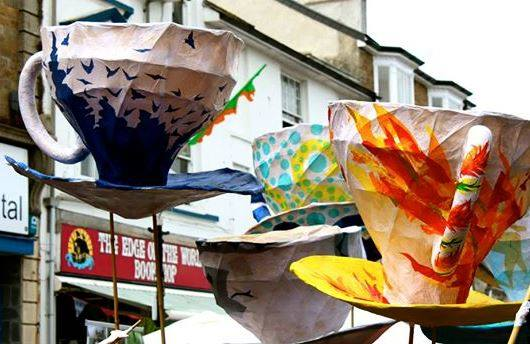 tal
THE EDGE OF THE WORLD
BOOKSHOP